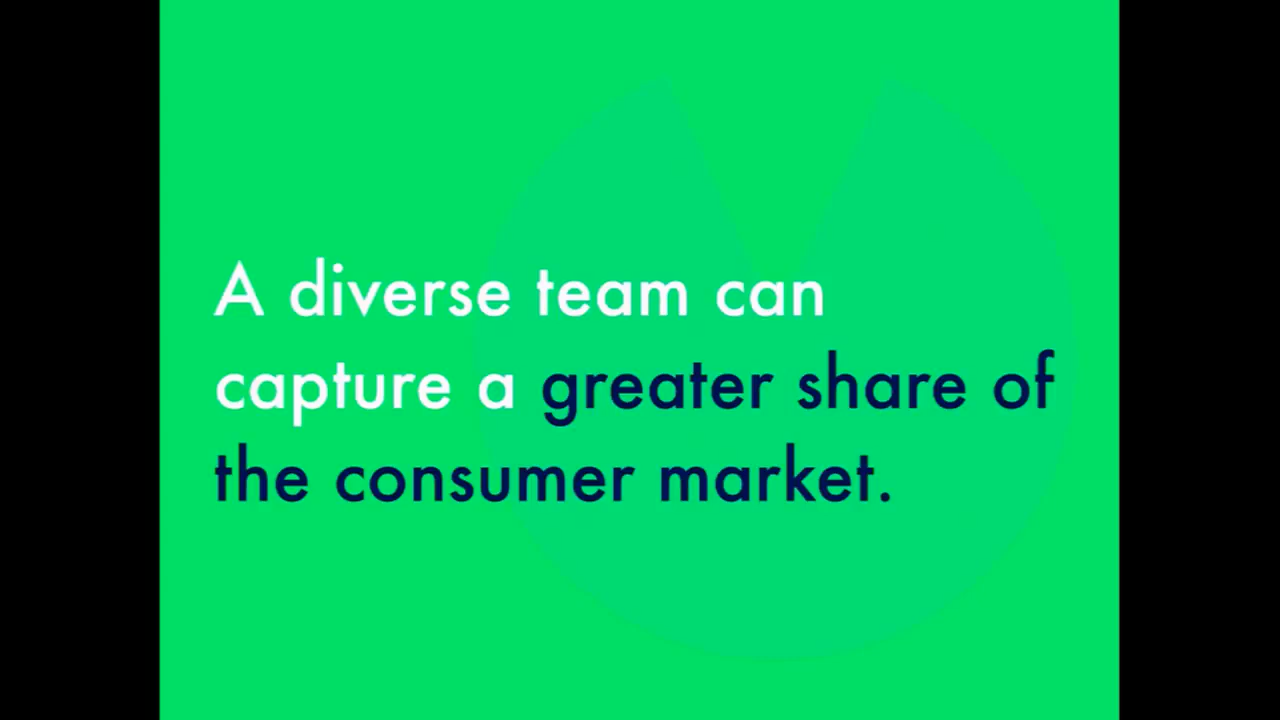 A diverse team can
capture a greater share of
the consumer market.